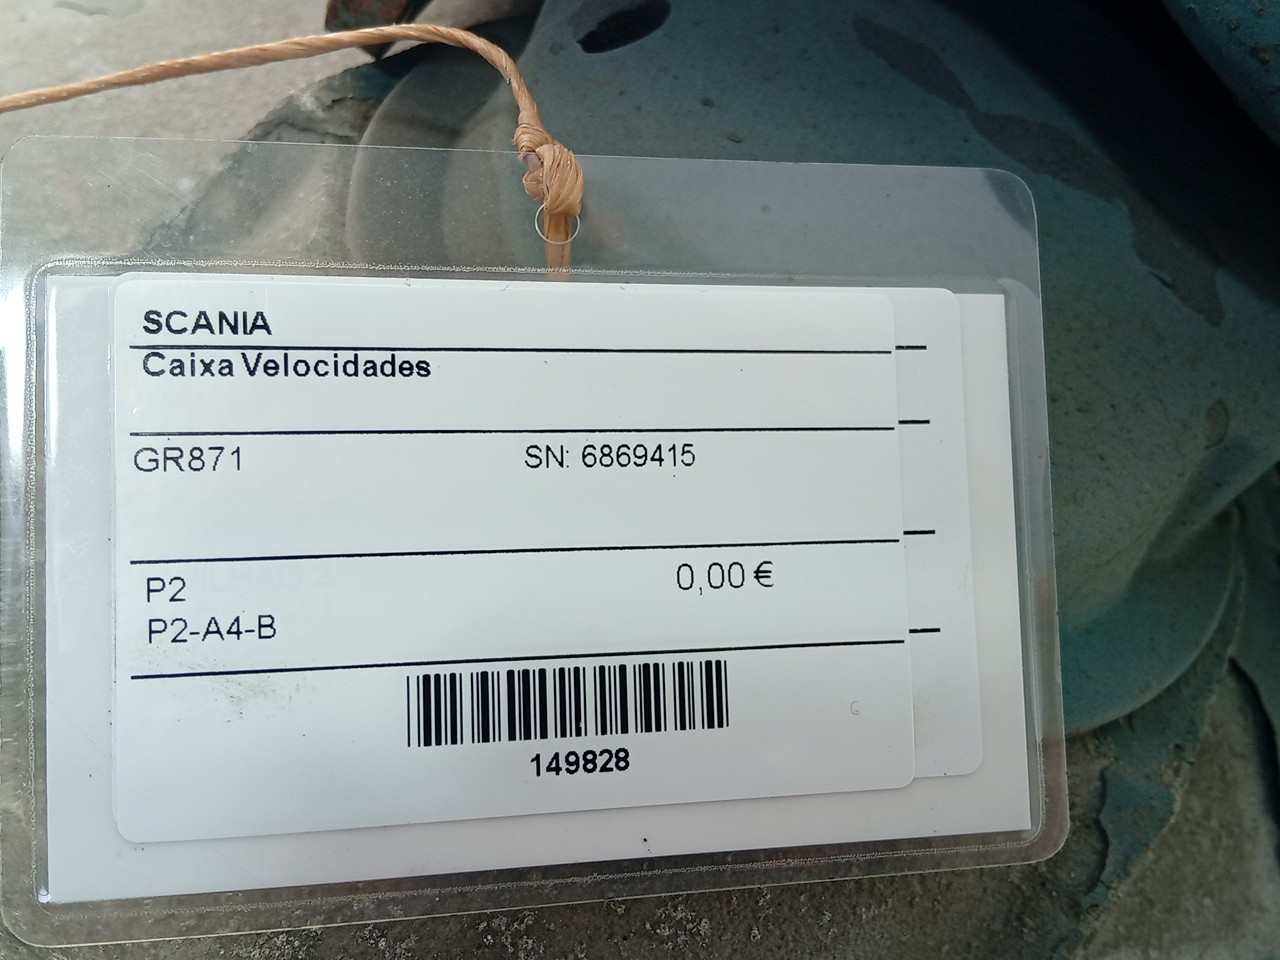 SCANIA
Caixa Velocidades
GR871 SN: 6869415
P2 0,00 €
P2-A4-B
149828